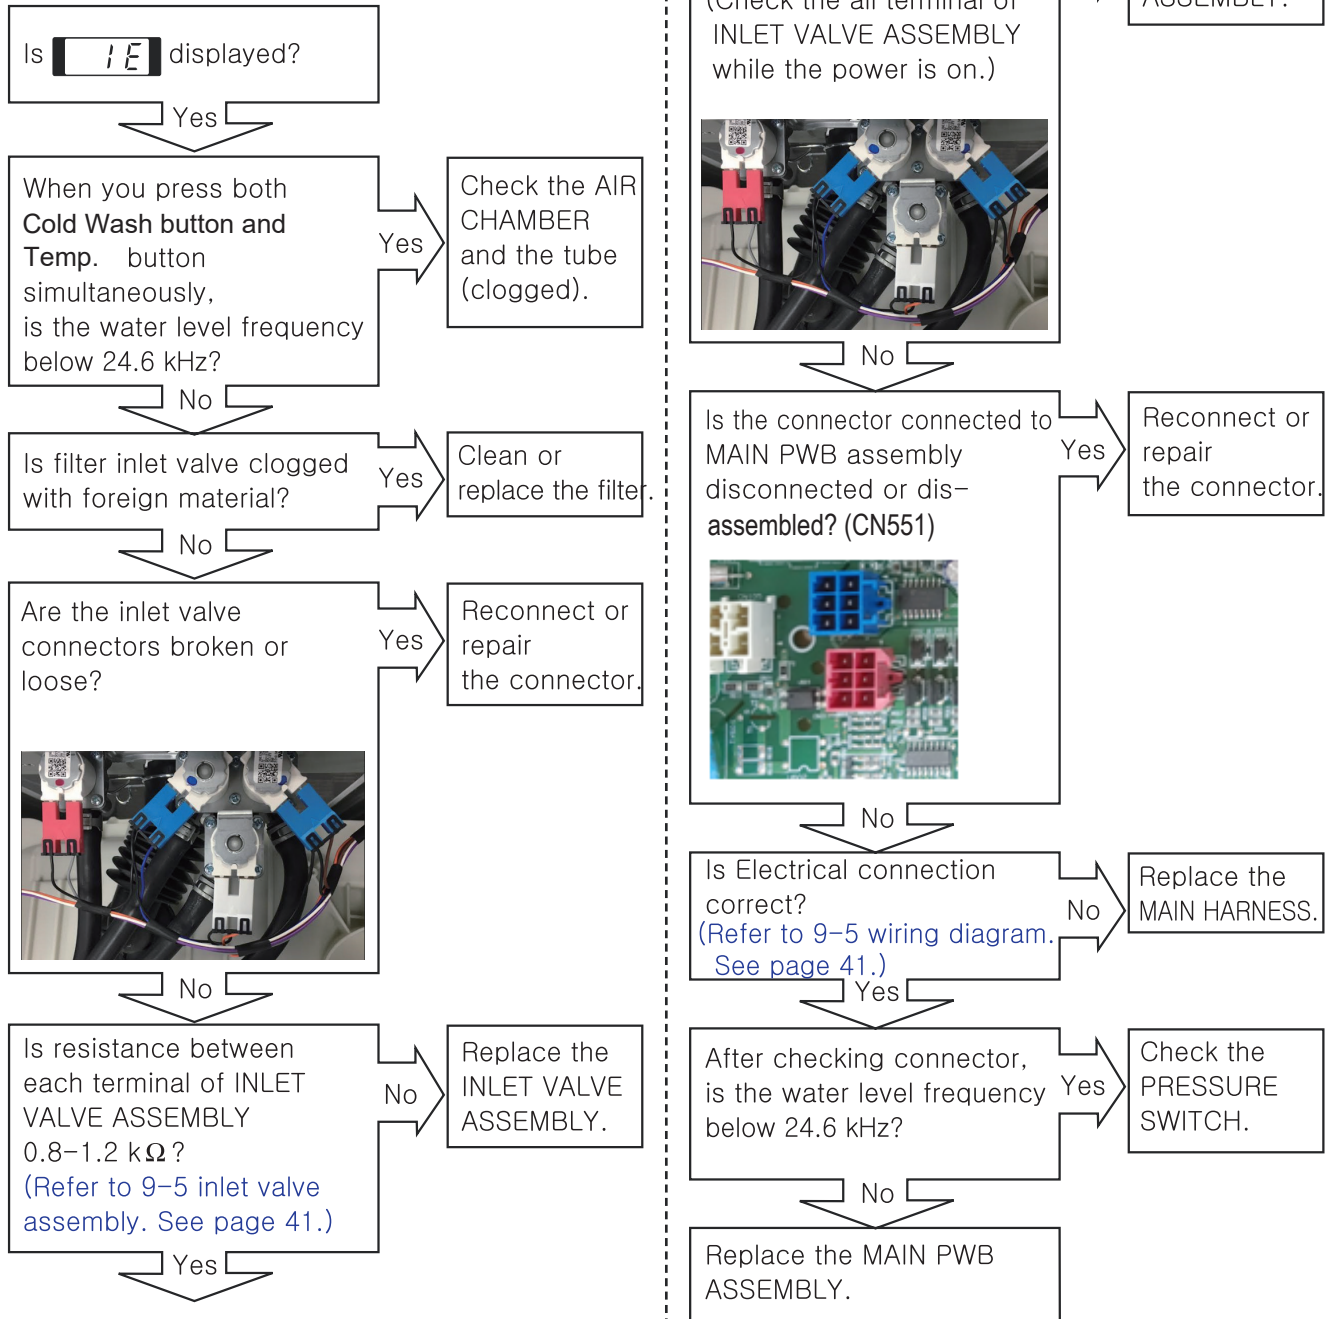 Is 1E displayed?
Yes
When you press both
Cold Wash button and
Temp. button
simultaneously,
is the water level frequency
below 24.6 kHz?
Yes
Check the AIR
CHAMBER
and the tube
(clogged).
No
Is filter inlet valve clogged
with foreign material?
Yes
Clean or
replace the filter.
No
Are the inlet valve
connectors broken or
loose?
Yes
Reconnect or
repair
the connector.
No
Is resistance between
each terminal of INLET
VALVE ASSEMBLY
0.8-1.2 kΩ?
(Refer to 9-5 inlet valve
assembly. See page 41.)
No
Replace the
INLET VALVE
ASSEMBLY.
Yes
(Check the all terminal of
INLET VALVE ASSEMBLY
while the power is on.)
ASSEMBLY.
No
Is the connector connected to
MAIN PWB assembly
disconnected or dis-
assembled? (CN551)
Yes
Reconnect or
repair
the connector.
No
Is Electrical connection
correct?
(Refer to 9-5 wiring diagram.
See page 41.)
No
Replace the
MAIN HARNESS.
Yes
After checking connector,
is the water level frequency
below 24.6 kHz?
Yes
Check the
PRESSURE
SWITCH.
No
Replace the MAIN PWB
ASSEMBLY.